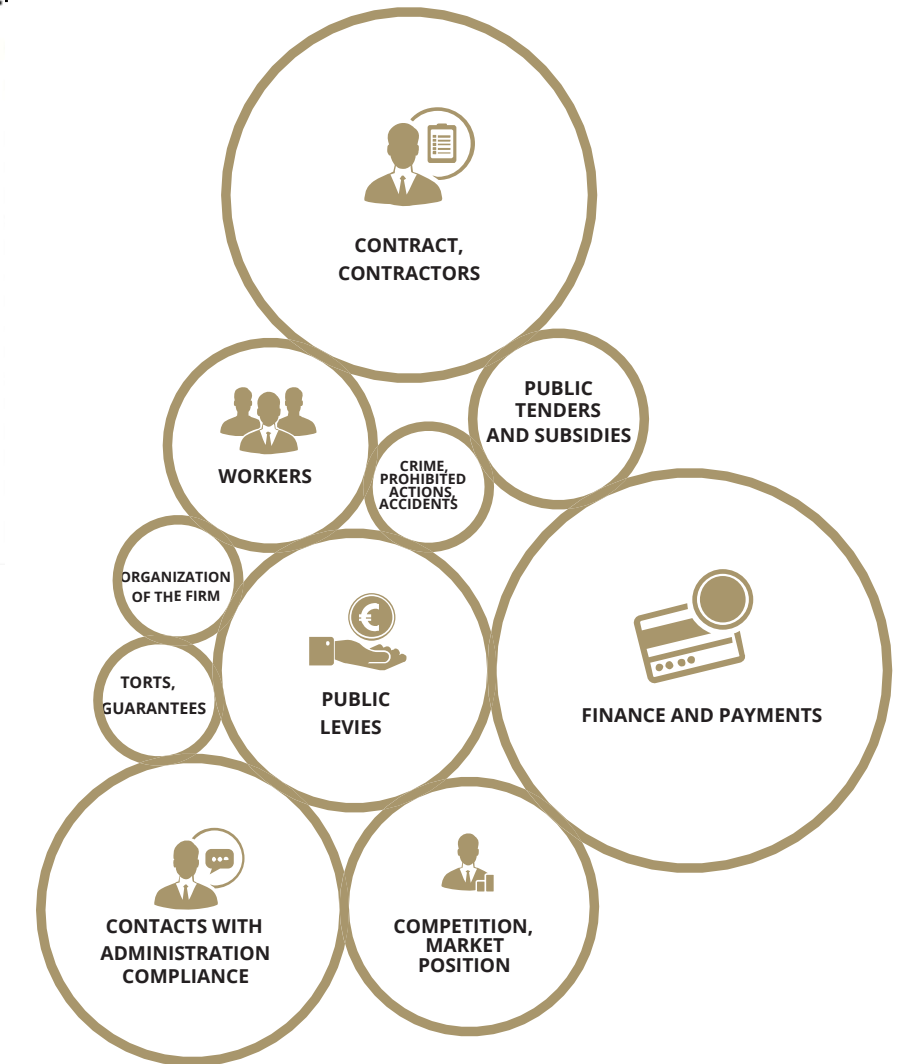 CONTRACT,
CONTRACTORS
PUBLIC
TENDERS
AND SUBSIDIES
WORKERS
CRIME,
PROHIBITED
ACTIONS,
ACCIDENTS
ORGANIZATION
OF THE FIRM
TORTS,
GUARANTEES
PUBLIC
LEVIES
€
FINANCE AND PAYMENTS
CONTACTS WITH
ADMINISTRATION
COMPLIANCE
COMPETITION,
MARKET
POSITION